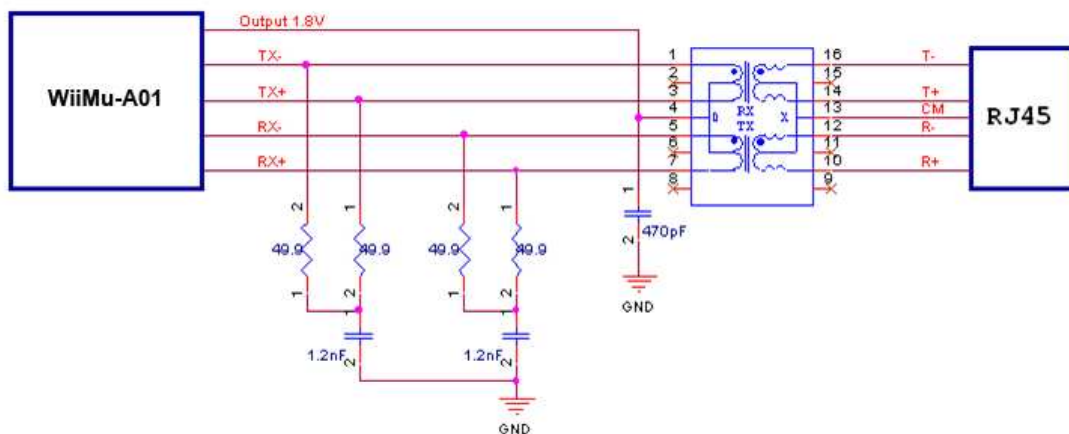 Output 1.8V
WiiMu-A01
TX-
TX+
RX-
RX+
1
2
3
4
5
6
7
8
16
15
14
13
12
11
10
9
RX
TX
D
X
T-
T+
CM
R-
R+
RJ45
2
1
2
1
49.9
49.9
49.9
49.9
1
2
1
2
1
1
1.2nF
1.2nF
2
2
1
470pF
2
GND
GND